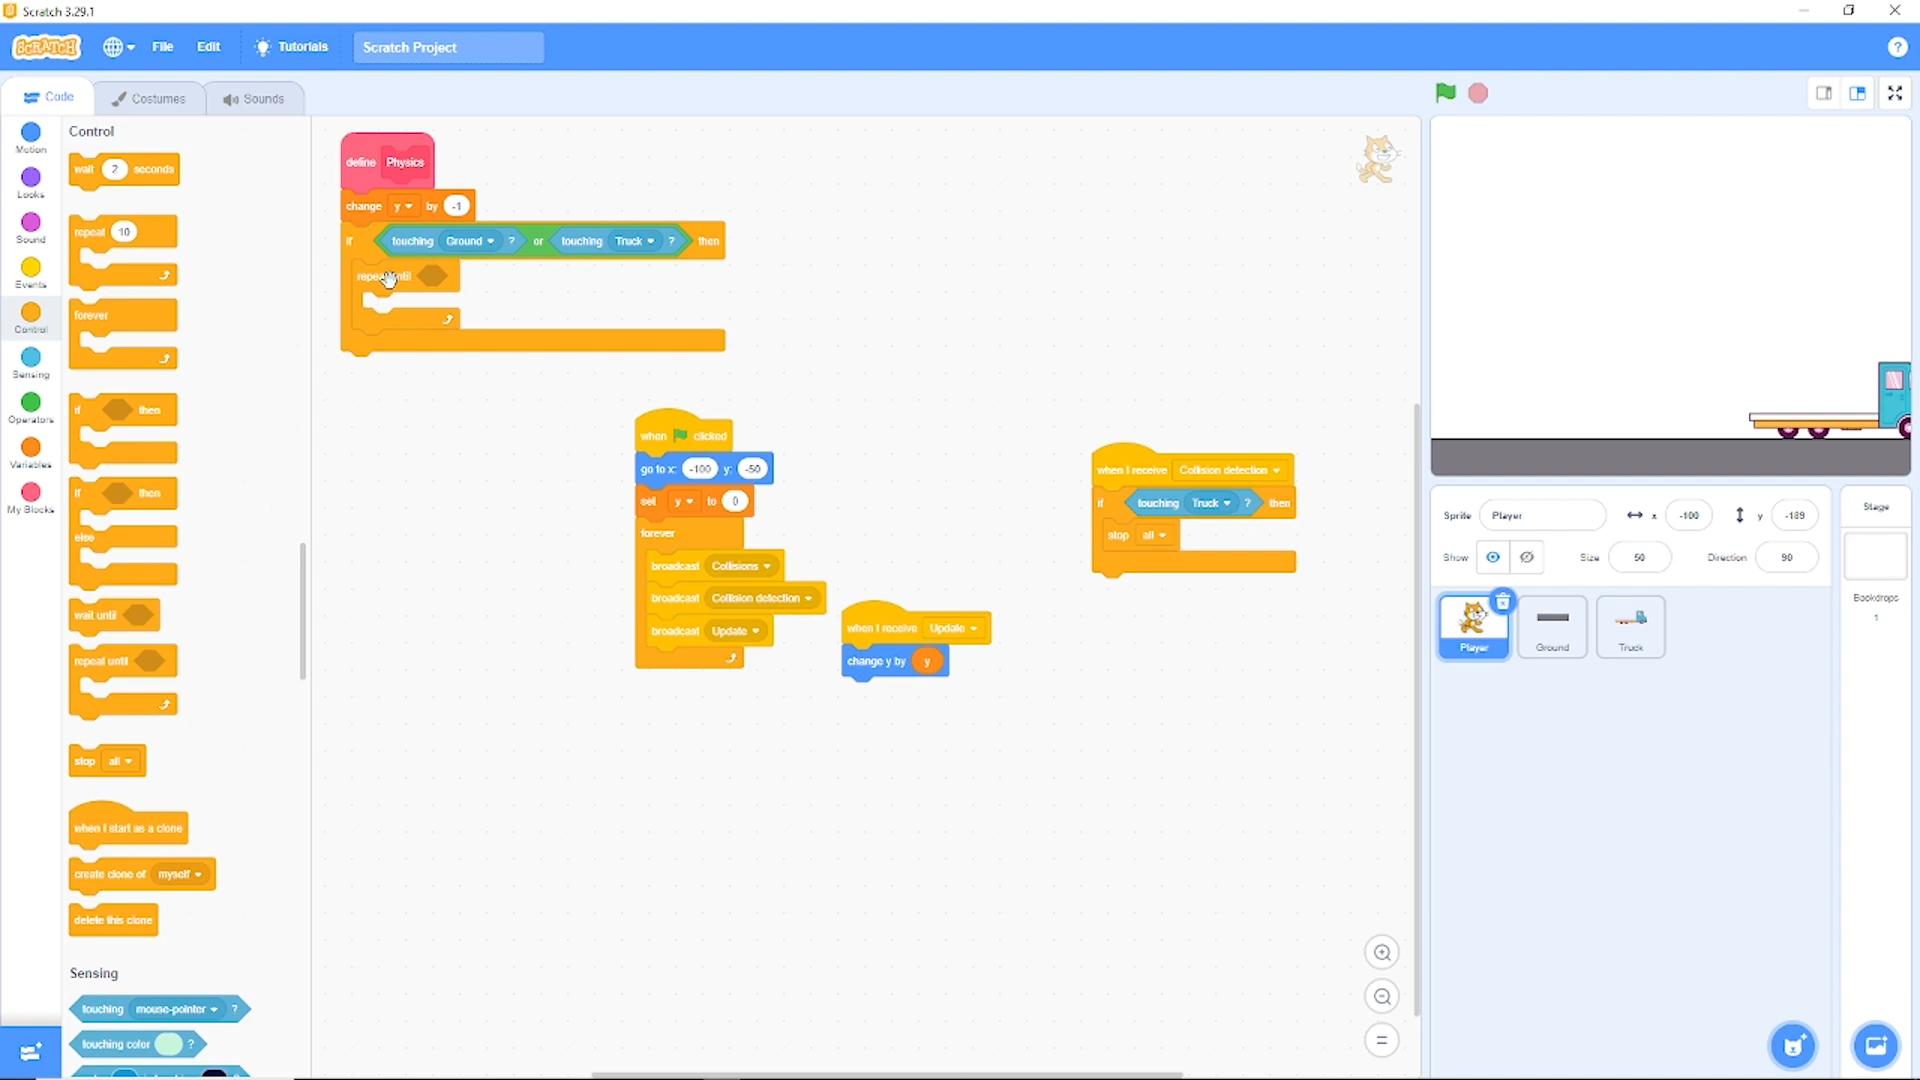 Scratch 3.29.1
SCRATCH File Edit Tutorials Scratch Project ?
Code Costumes Sounds
Motion
Looks
Sound
Events
Control
Sensing
Operators
Variables
My Blocks
Control
wait 2 seconds
repeat 10
forever
if then
if then
else
wait until
repeat until
stop all
when I start as a clone
create clone of myself
delete this clone
Sensing
touching mouse-pointer ?
touching color ?
define Physics
change y by -1
if touching Ground ? or touching Truck ? then
repeat until
when clicked
go to x: -100 y: -50
set y to 0
forever
broadcast Collisions
broadcast Collision detection
broadcast Update
when I receive Update
change y by y
when I receive Collision detection
if touching Truck ? then
stop all
Sprite Player x -100 y -189
Show Size 50 Direction 90
Player
Ground
Truck
Stage
Backdrops
1